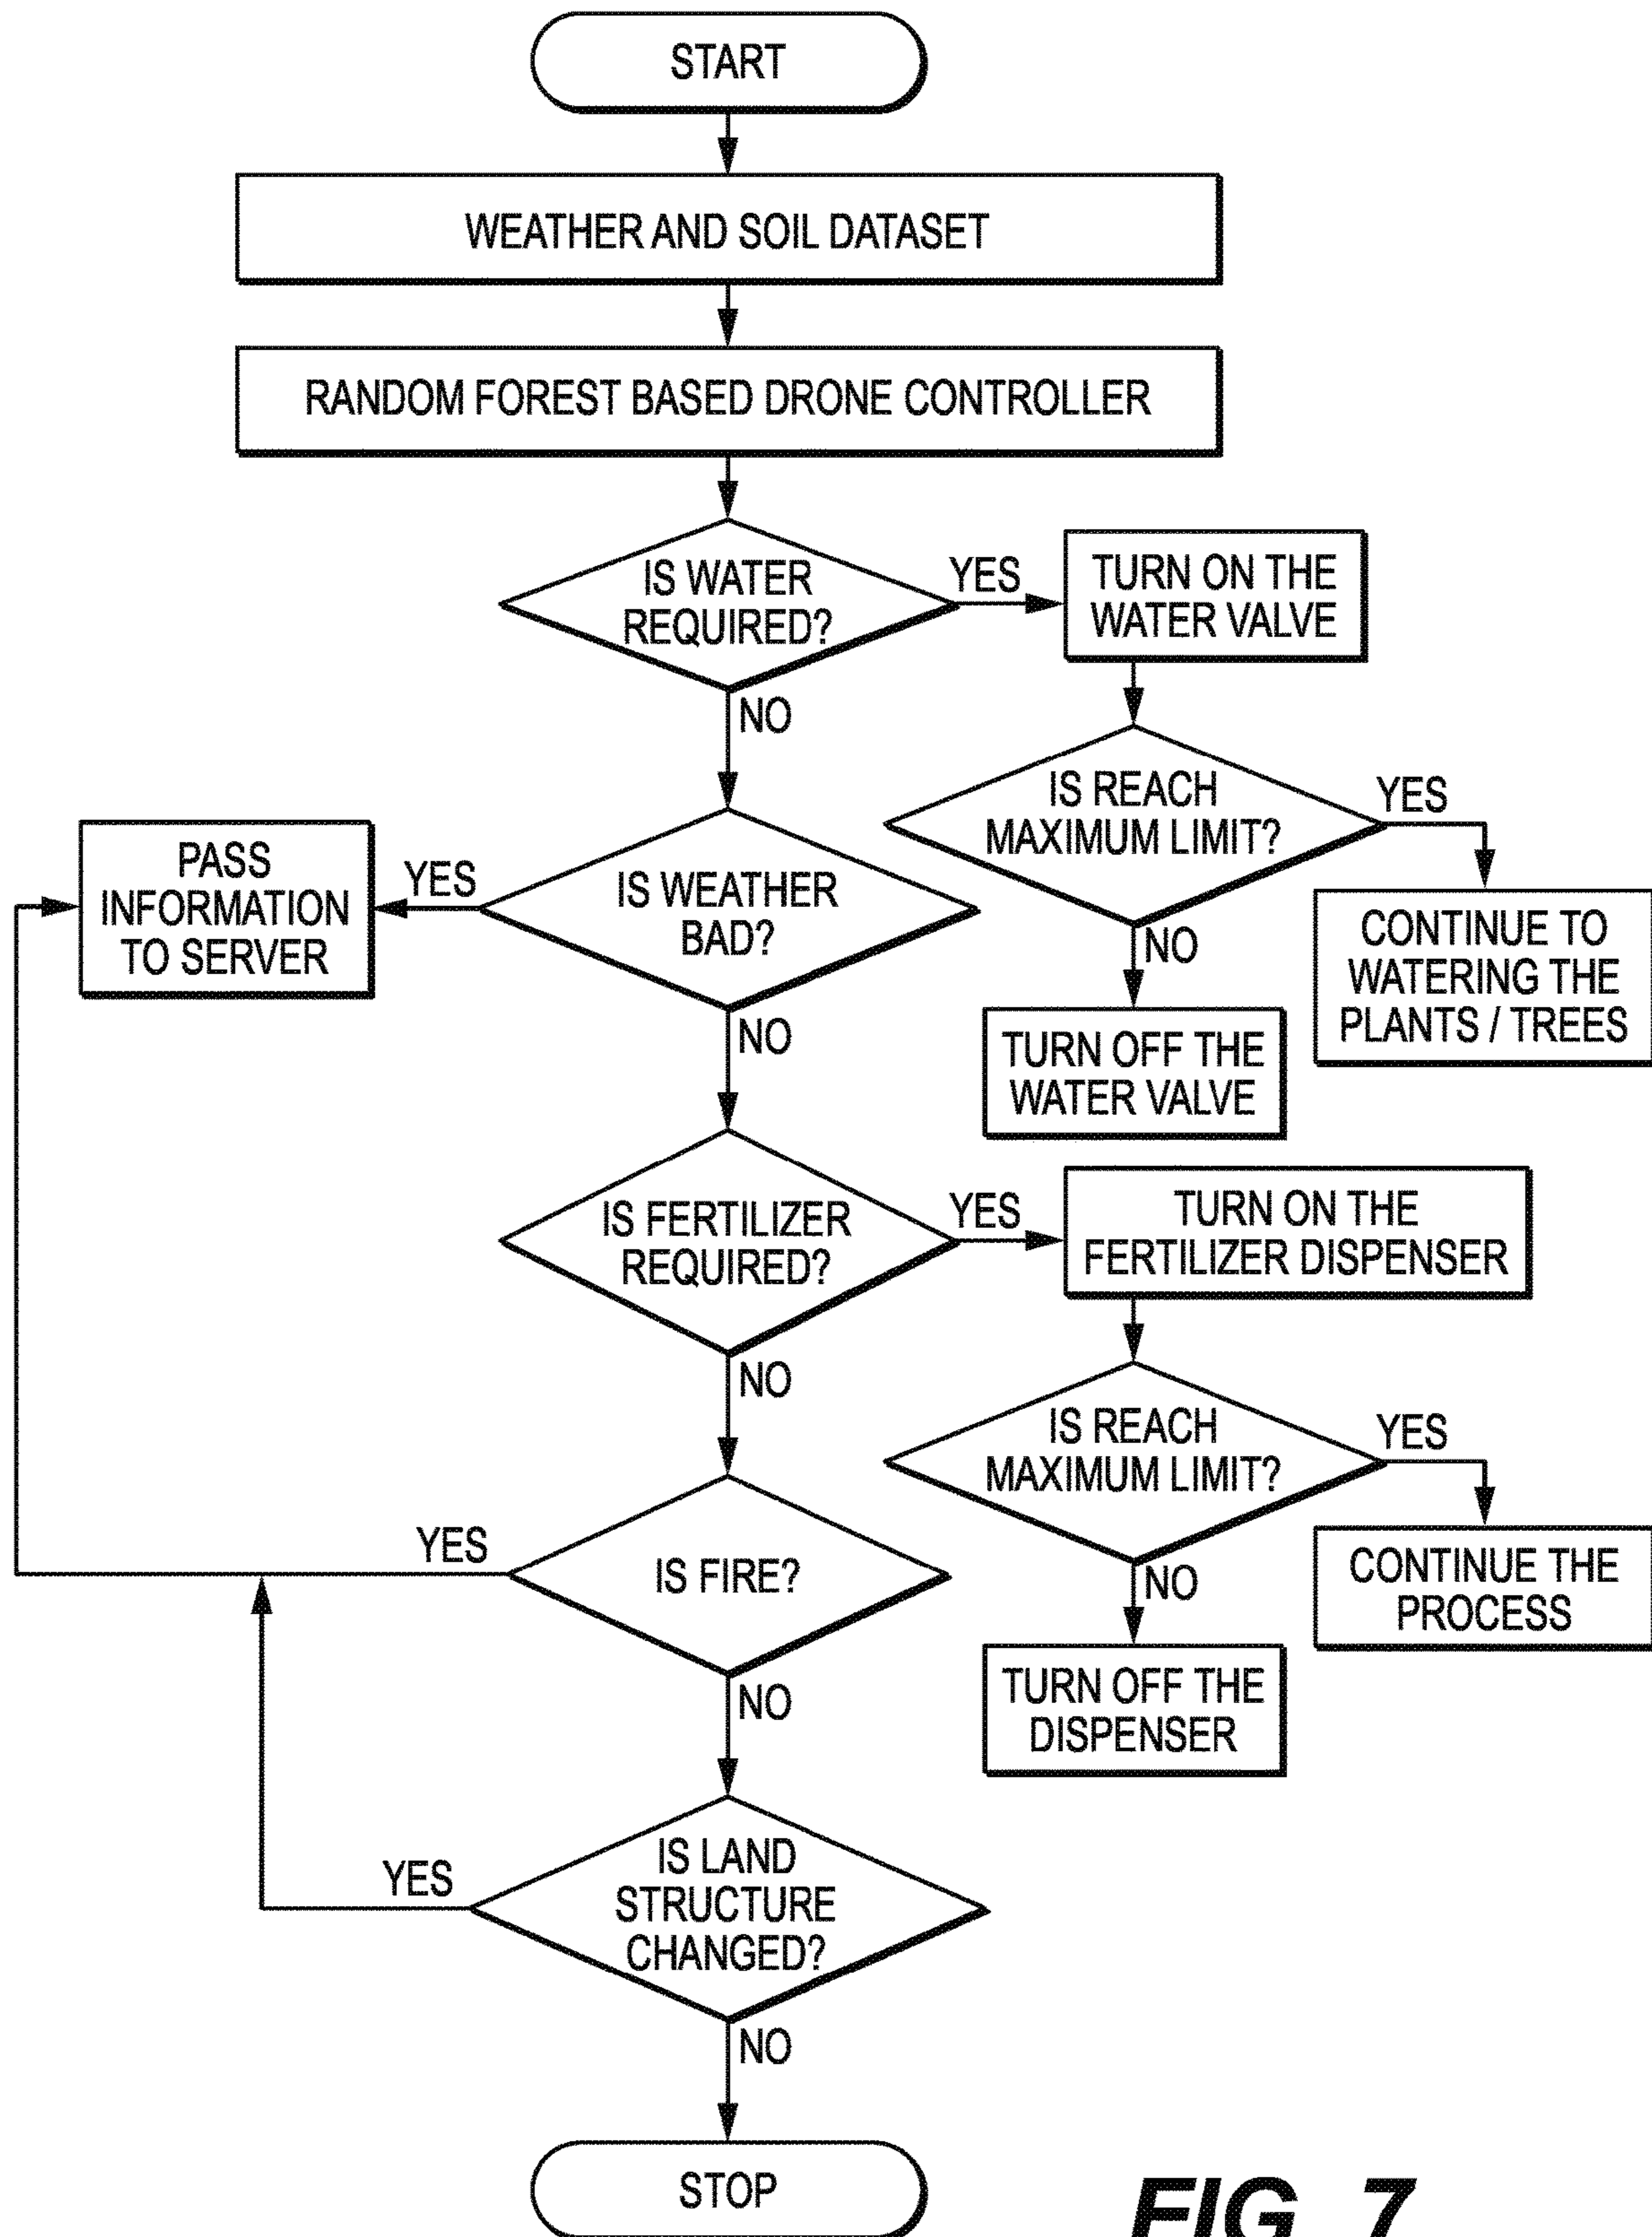 START
WEATHER AND SOIL DATASET
RANDOM FOREST BASED DRONE CONTROLLER
IS WATER
REQUIRED?
YES
TURN ON THE
WATER VALVE
NO
IS REACH
MAXIMUM LIMIT?
YES
CONTINUE TO
WATERING THE
PLANTS / TREES
NO
TURN OFF THE
WATER VALVE
IS WEATHER
BAD?
YES
PASS
INFORMATION
TO SERVER
NO
IS FERTILIZER
REQUIRED?
YES
TURN ON THE
FERTILIZER DISPENSER
NO
IS REACH
MAXIMUM LIMIT?
YES
CONTINUE THE
PROCESS
NO
TURN OFF THE
DISPENSER
IS FIRE?
YES
NO
IS LAND
STRUCTURE
CHANGED?
YES
NO
STOP
FIG. 7